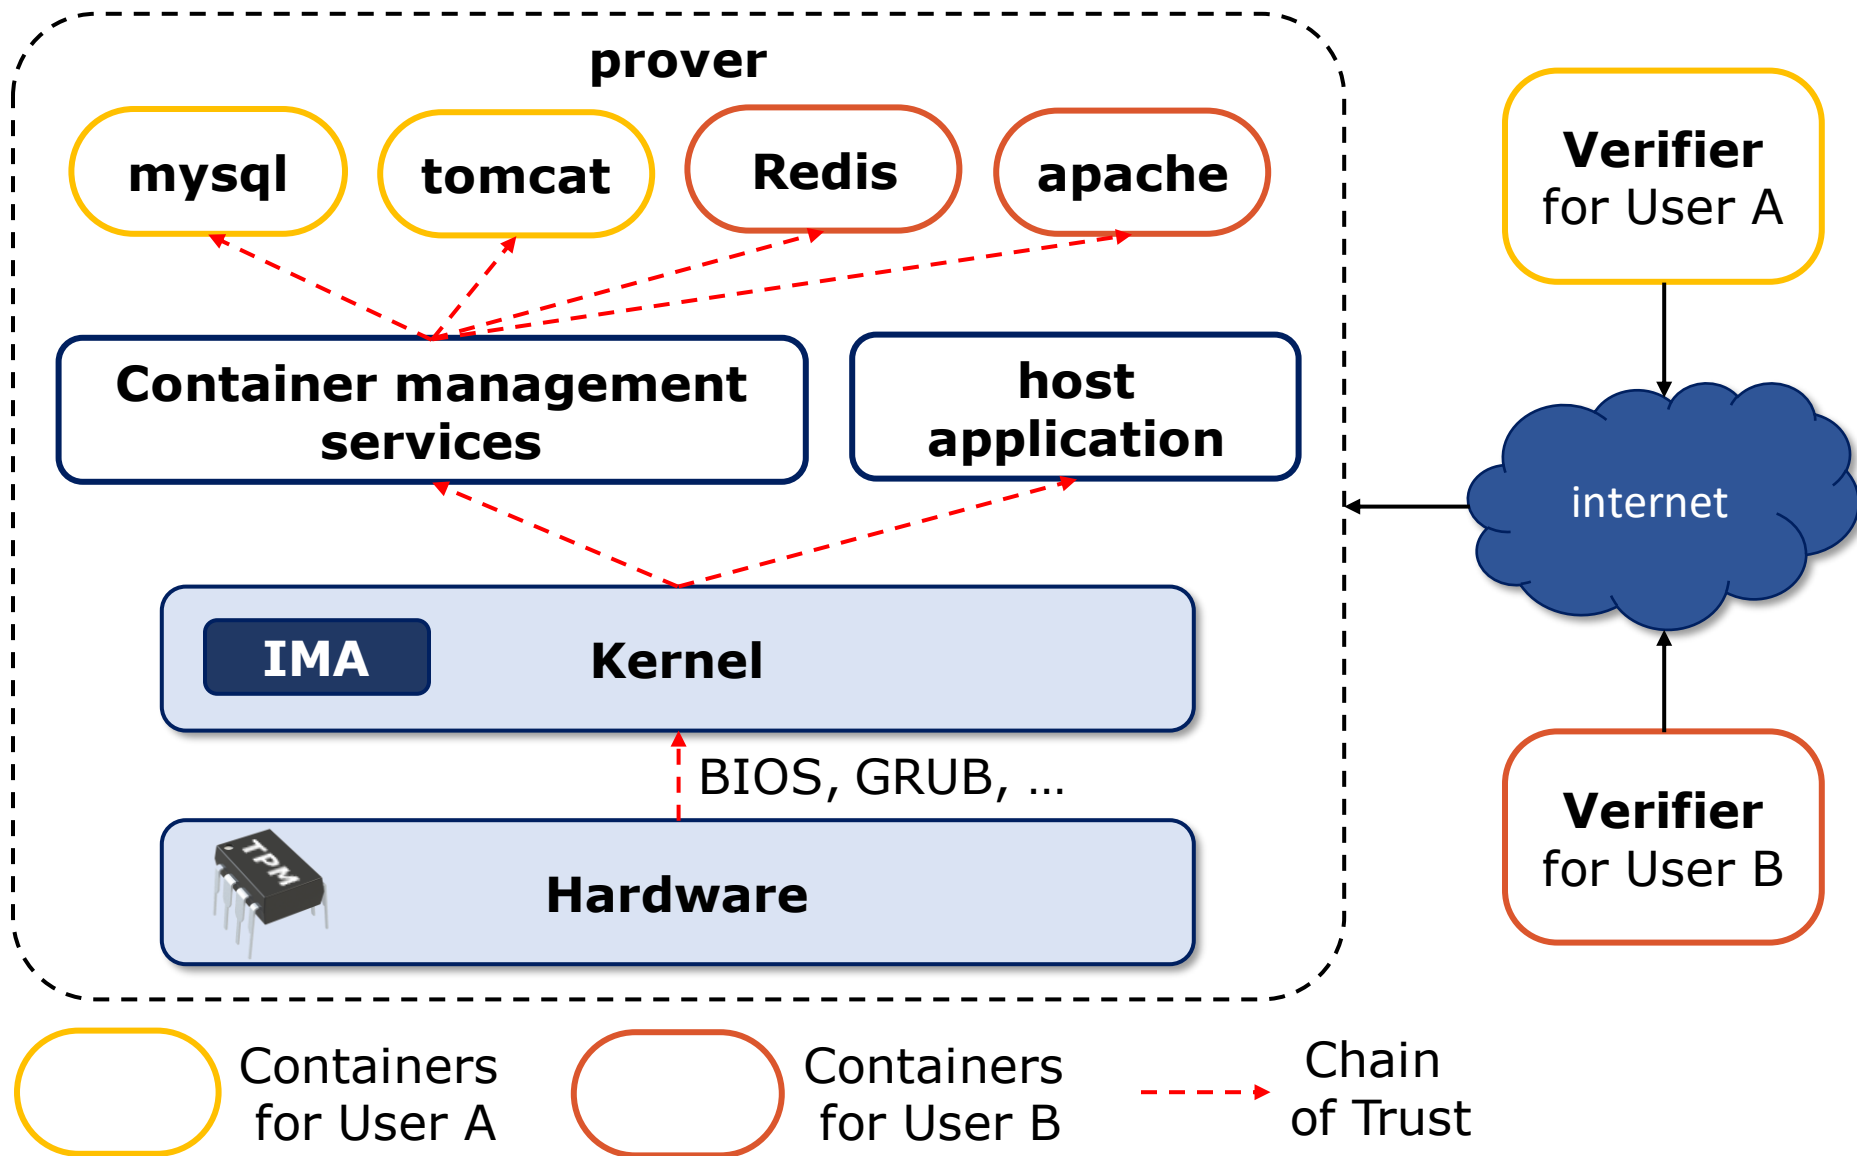 prover
mysql
tomcat
Redis
apache
Container management
services
host
application
IMA
Kernel
BIOS, GRUB, ...
TPM
Hardware
Verifier
for User A
internet
Verifier
for User B
Containers
for User A
Containers
for User B
Chain
of Trust